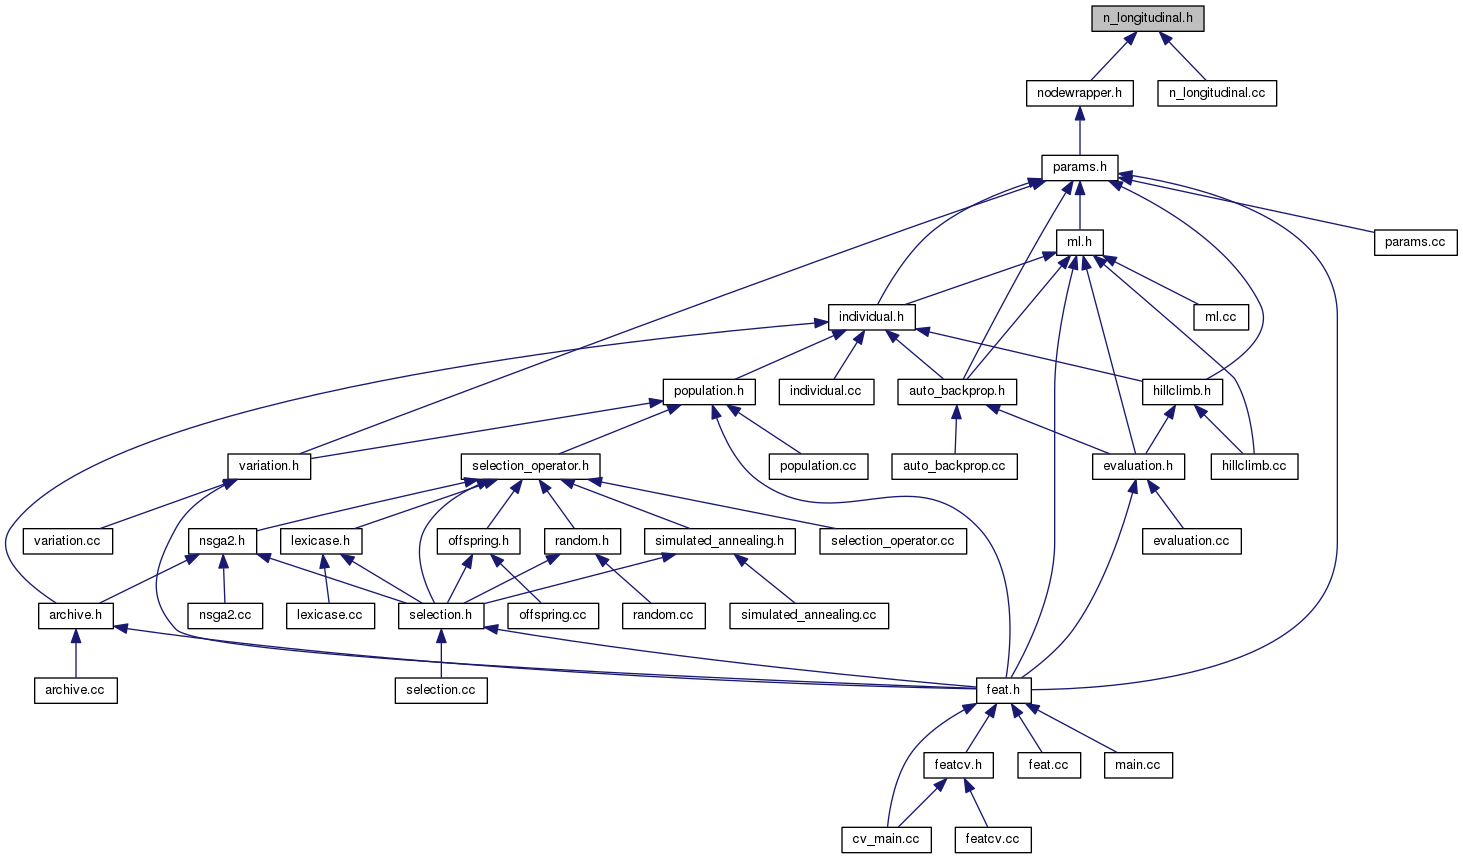 n_longitudinal.h
nodewrapper.h
n_longitudinal.cc
params.h
ml.h
params.cc
individual.h
ml.cc
population.h
individual.cc
auto_backprop.h
hillclimb.h
variation.h
selection_operator.h
population.cc
auto_backprop.cc
evaluation.h
hillclimb.cc
variation.cc
nsga2.h
lexicase.h
offspring.h
random.h
simulated_annealing.h
selection_operator.cc
evaluation.cc
archive.h
nsga2.cc
lexicase.cc
selection.h
offspring.cc
random.cc
simulated_annealing.cc
archive.cc
selection.cc
feat.h
featcv.h
feat.cc
main.cc
cv_main.cc
featcv.cc